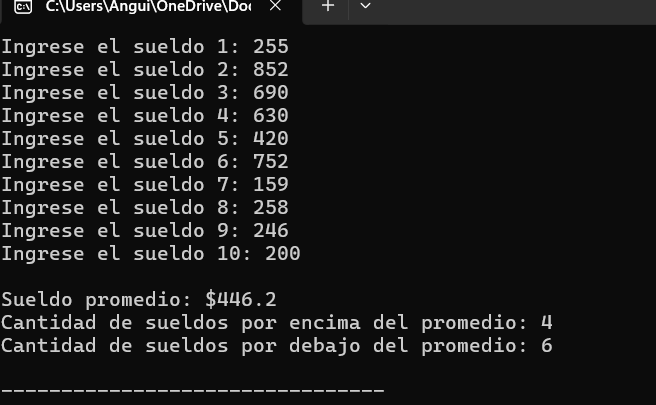 C:\Users\Angui\OneDrive\Doc
Ingrese el sueldo 1: 255
Ingrese el sueldo 2: 852
Ingrese el sueldo 3: 690
Ingrese el sueldo 4: 630
Ingrese el sueldo 5: 420
Ingrese el sueldo 6: 752
Ingrese el sueldo 7: 159
Ingrese el sueldo 8: 258
Ingrese el sueldo 9: 246
Ingrese el sueldo 10: 200
Sueldo promedio: $446.2
Cantidad de sueldos por encima del promedio: 4
Cantidad de sueldos por debajo del promedio: 6
--------------------------------